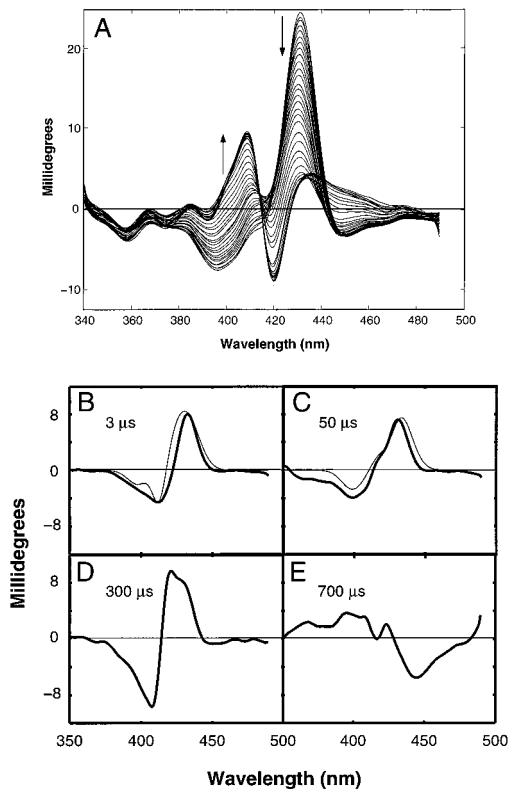 A
20
10
0
−10
Millidegrees
340 360 380 400 420 440 460 480 500
Wavelength (nm)
B
3 μs
C
50 μs
8
0
−8
D
300 μs
E
700 μs
8
0
−8
Millidegrees
350 400 450 500 400 450 500
Wavelength (nm)